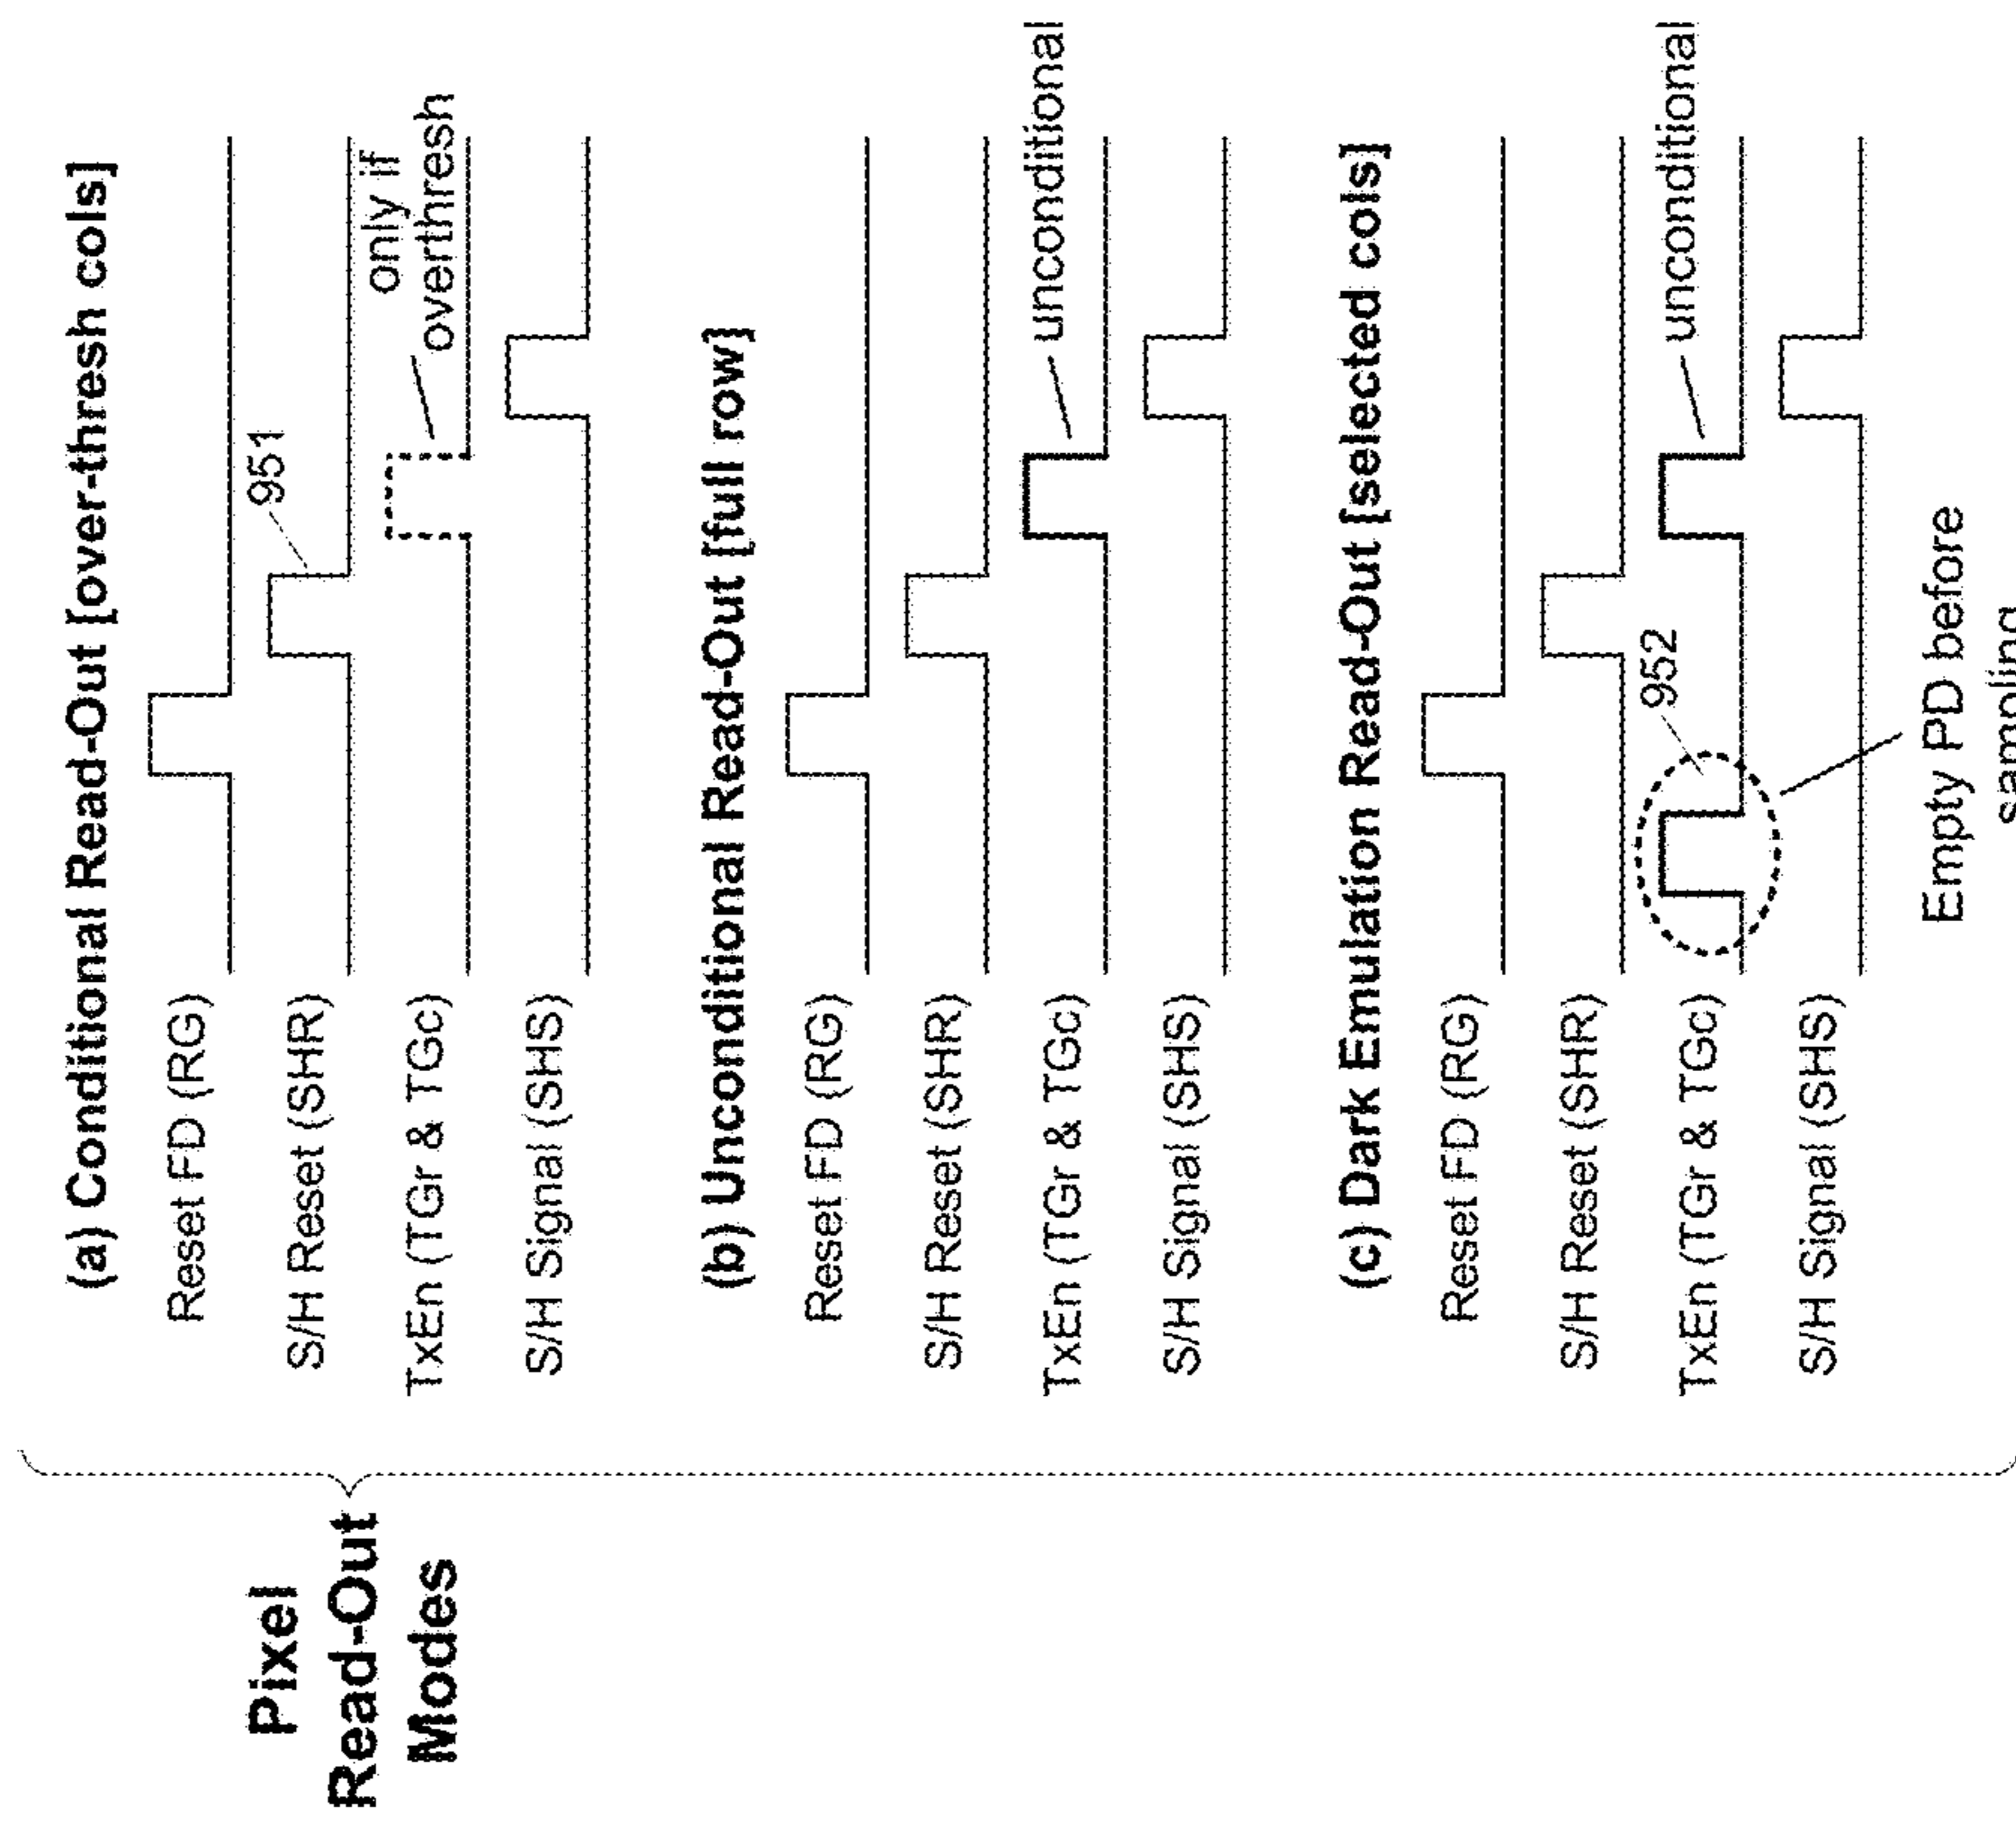 Pixel
Read-Out
Modes
(a) Conditional Read-Out [over-thresh cols]
Reset FD (RG)
S/H Reset (SHR)
951
TxEn (TGr & TGc)
only if
overthresh
S/H Signal (SHS)
(b) Unconditional Read-Out [full row]
Reset FD (RG)
S/H Reset (SHR)
TxEn (TGr & TGc)
unconditional
S/H Signal (SHS)
(c) Dark Emulation Read-Out [selected cols]
Reset FD (RG)
S/H Reset (SHR)
952
TxEn (TGr & TGc)
unconditional
S/H Signal (SHS)
Empty PD before
sampling